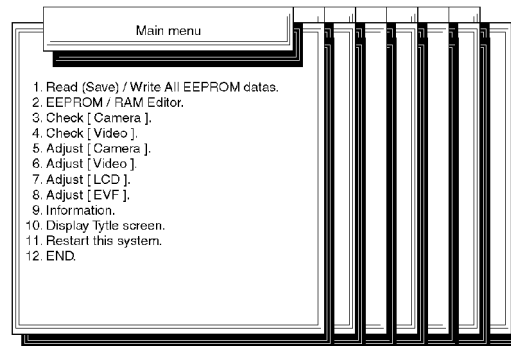 Main menu
1. Read (Save) / Write All EEPROM datas.
2. EEPROM / RAM Editor.
3. Check [ Camera ].
4. Check [ Video ].
5. Adjust [ Camera ].
6. Adjust [ Video ].
7. Adjust [ LCD ].
8. Adjust [ EVF ].
9. Information.
10. Display Tytle screen.
11. Restart this system.
12. END.